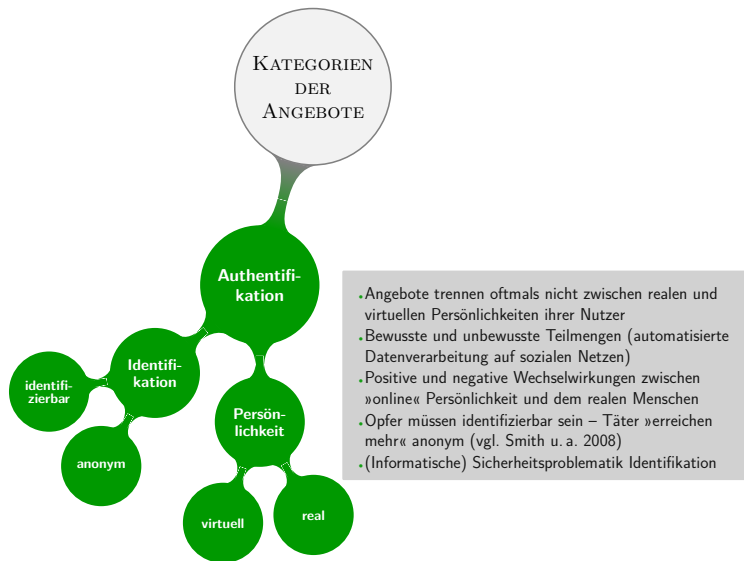 KATEGORIEN
DER
ANGEBOTE
Authentifi-
kation
Identifi-
kation
identifi-
zierbar
anonym
Persön-
lichkeit
virtuell
real
•Angebote trennen oftmals nicht zwischen realen und
virtuellen Persönlichkeiten ihrer Nutzer
•Bewusste und unbewusste Teilmengen (automatisierte
Datenverarbeitung auf sozialen Netzen)
•Positive und negative Wechselwirkungen zwischen
»online« Persönlichkeit und dem realen Menschen
•Opfer müssen identifizierbar sein – Täter »erreichen
mehr« anonym (vgl. Smith u. a. 2008)
•(Informatische) Sicherheitsproblematik Identifikation